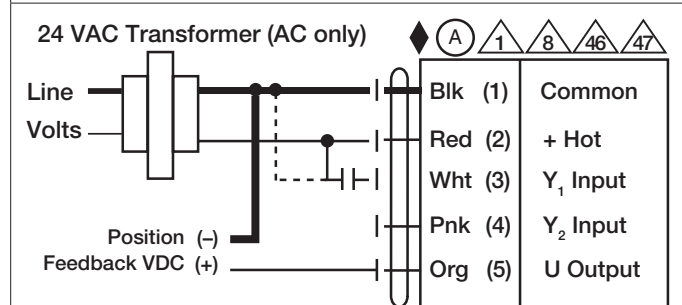 24 VAC Transformer (AC only)
A 1 8 46 47
Line
Volts
Blk (1) Common
Red (2) + Hot
Wht (3) Y₁ Input
Pnk (4) Y₂ Input
Org (5) U Output
Position (–)
Feedback VDC (+)